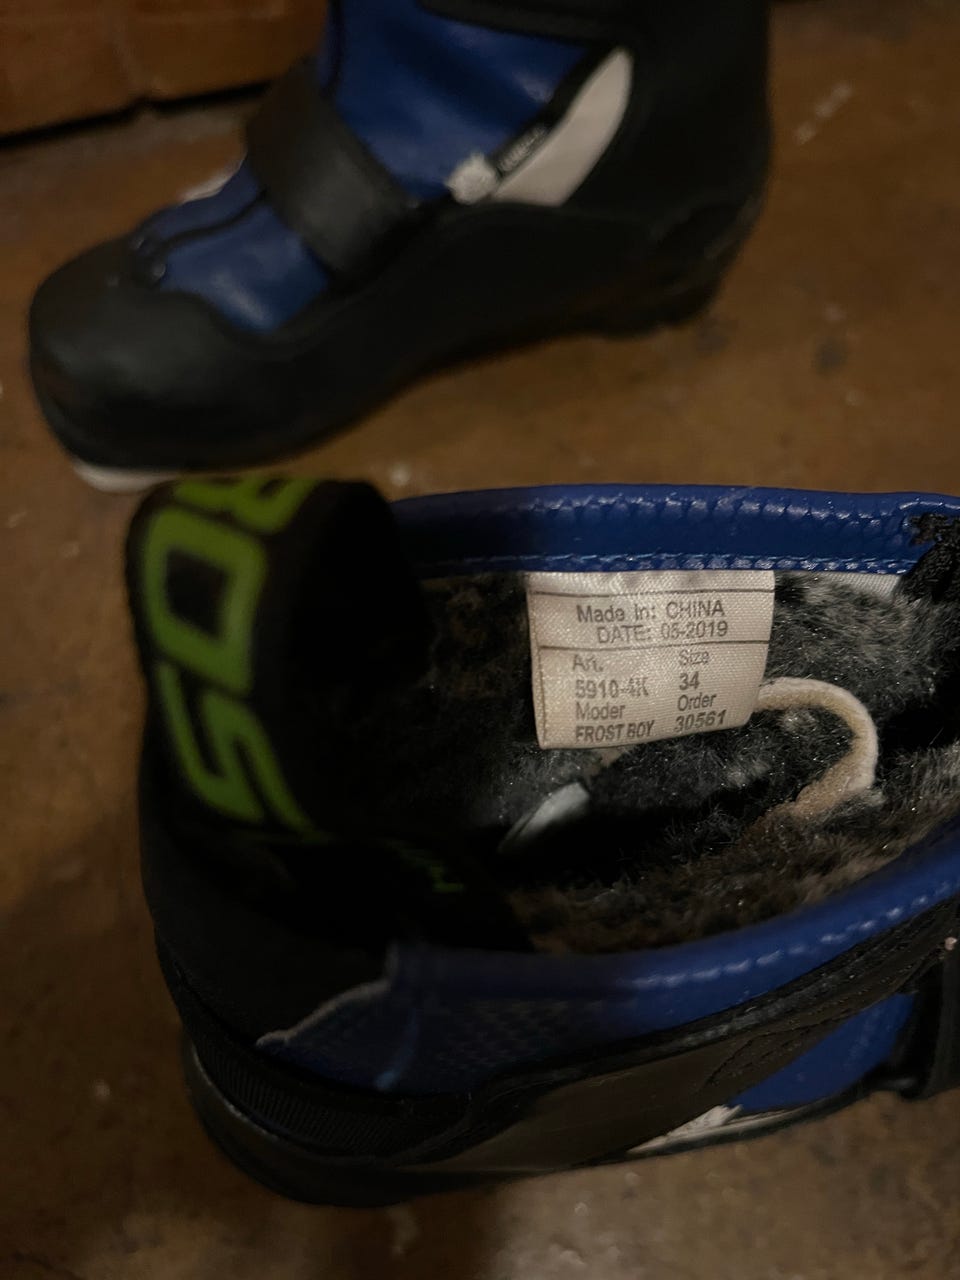 Made In: CHINA
DATE: 05-2019
Art. Size
5910-4K 34
Moder Order
FROST BOY 30561